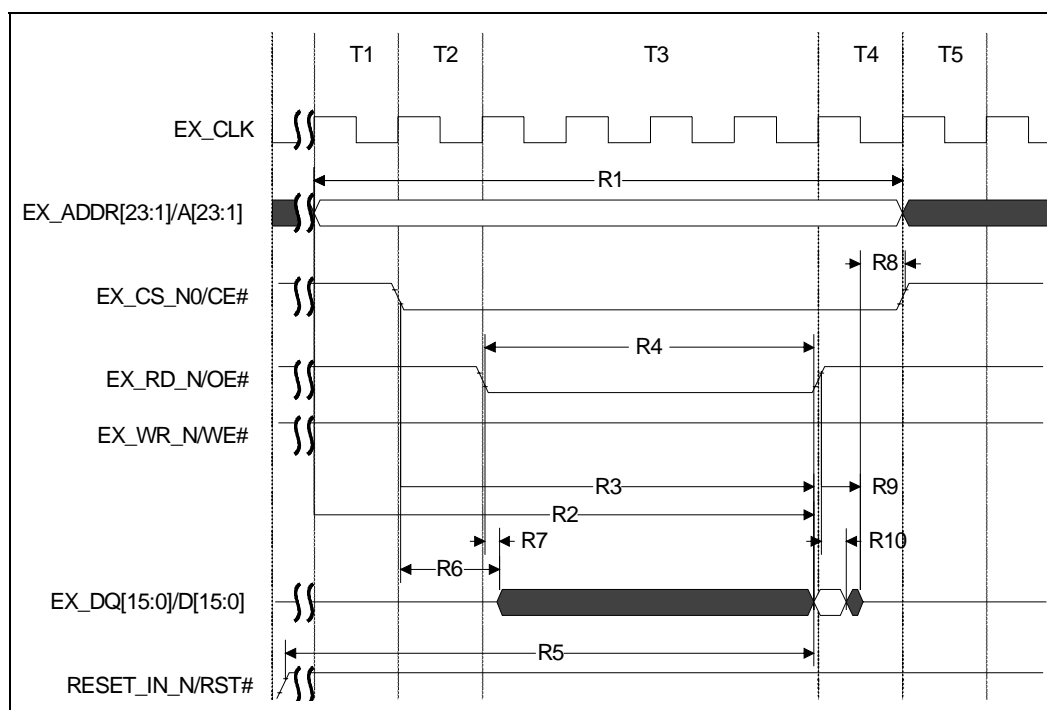 T1 T2 T3 T4 T5
EX_CLK
R1
EX_ADDR[23:1]/A[23:1]
R8
EX_CS_N0/CE#
R4
EX_RD_N/OE#
EX_WR_N/WE#
R3 R9
R2
R7 R10
R6
EX_DQ[15:0]/D[15:0]
R5
RESET_IN_N/RST#